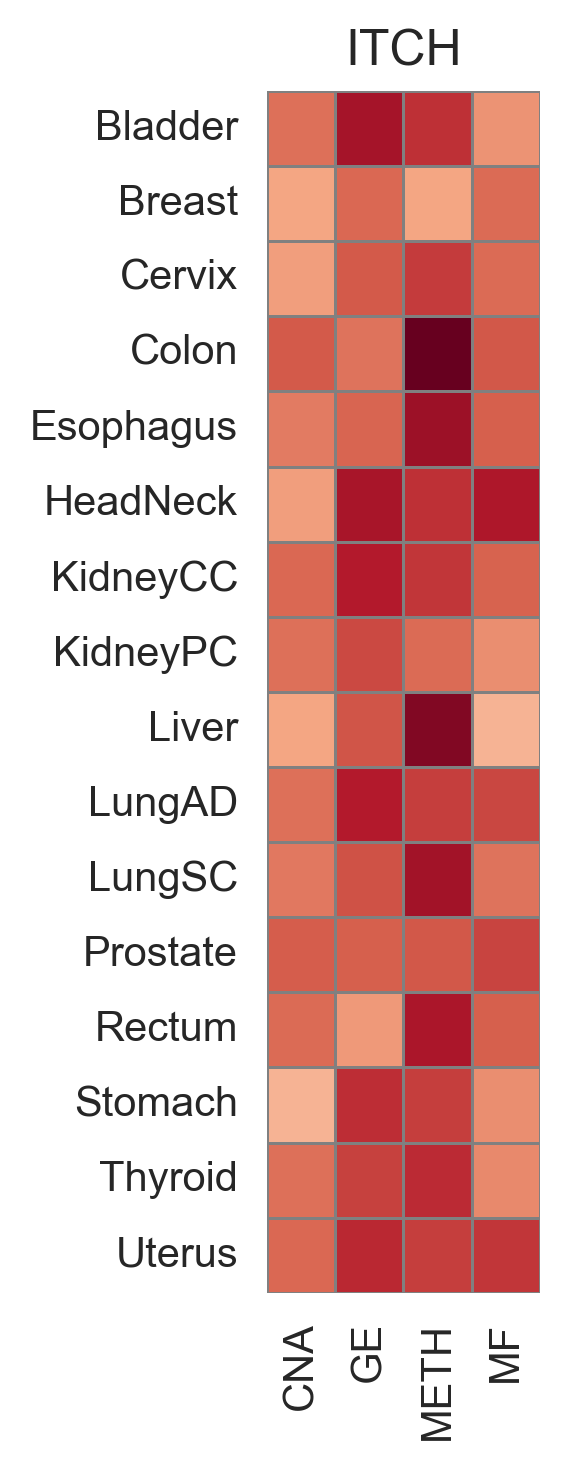 ITCH
Bladder
Breast
Cervix
Colon
Esophagus
HeadNeck
KidneyCC
KidneyPC
Liver
LungAD
LungSC
Prostate
Rectum
Stomach
Thyroid
Uterus
CNA
GE
METH
MF